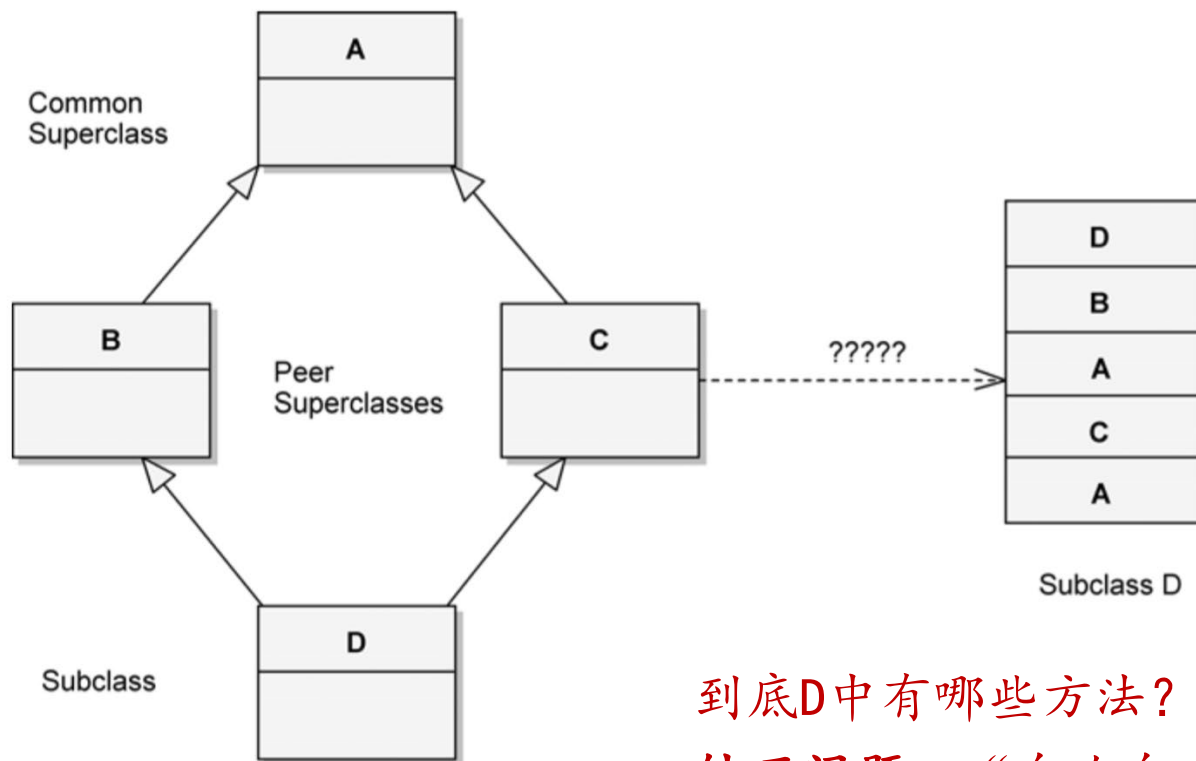 A
Common
Superclass
B
Peer
Superclasses
C
?????
D
B
A
C
A
Subclass D
Subclass
D
到底D中有哪些方法?